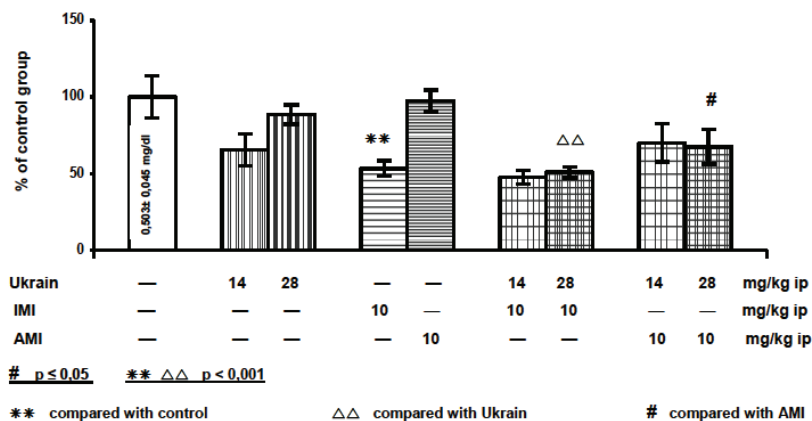 150
100
50
0
% of control group
0,503± 0,045 mg/dl
**
△△
#
Ukrain — 14 28 — — 14 28 14 28 mg/kg ip
IMI — — — 10 — 10 10 — — mg/kg ip
AMI — — — — 10 — — 10 10 mg/kg ip
# p ≤ 0,05 ** △△ p < 0,001
** compared with control △△ compared with Ukrain # compared with AMI